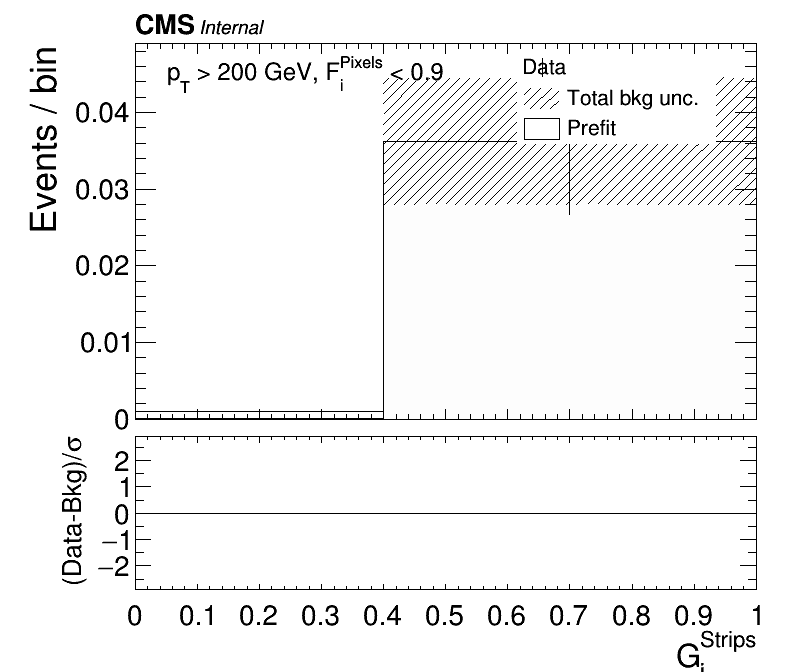 CMS Internal
p_T > 200 GeV, F_i^Pixels < 0.9
Data
Total bkg unc.
Prefit
Events / bin
0.04
0.03
0.02
0.01
0
(Data-Bkg)/σ
2
1
0
−1
−2
0 0.1 0.2 0.3 0.4 0.5 0.6 0.7 0.8 0.9 1
G_i^Strips